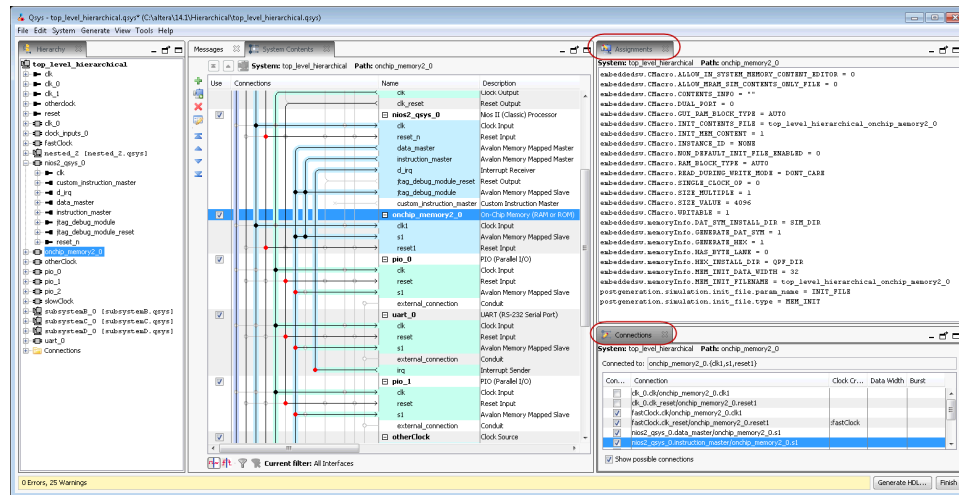 Qsys - top_level_hierarchical.qsys* (C:\altera\14.1\Hierarchical\top_level_hierarchical.qsys)
File Edit System Generate View Tools Help
Hierarchy
top_level_hierarchical
clk
clk_0
clk_1
otherclock
reset
clk_0
clock_inputs_0
fastClock
nested_2 [nested_2.qsys]
nios2_qsys_0
clk
custom_instruction_master
d_irq
data_master
instruction_master
jtag_debug_module
jtag_debug_module_reset
reset_n
onchip_memory2_0
otherClock
pio_0
pio_1
pio_2
slowClock
subsystemB_0 [subsystemB.qsys]
subsystemC_0 [subsystemC.qsys]
subsystemD_0 [subsystemD.qsys]
uart_0
Connections
Messages
System Contents
System: top_level_hierarchical Path: onchip_memory2_0
Use Connections Name Description
clk Clock Output
clk_reset Reset Output
nios2_qsys_0 Nios II (Classic) Processor
clk Clock Input
reset_n Reset Input
data_master Avalon Memory Mapped Master
instruction_master Avalon Memory Mapped Master
d_irq Interrupt Receiver
jtag_debug_module_reset Reset Output
jtag_debug_module Avalon Memory Mapped Slave
custom_instruction_master Custom Instruction Master
onchip_memory2_0 On-Chip Memory (RAM or ROM)
clk1 Clock Input
s1 Avalon Memory Mapped Slave
reset1 Reset Input
pio_0 PIO (Parallel I/O)
clk Clock Input
reset Reset Input
s1 Avalon Memory Mapped Slave
external_connection Conduit
uart_0 UART (RS-232 Serial Port)
clk Clock Input
reset Reset Input
s1 Avalon Memory Mapped Slave
external_connection Conduit
irq Interrupt Sender
pio_1 PIO (Parallel I/O)
clk Clock Input
reset Reset Input
s1 Avalon Memory Mapped Slave
external_connection Conduit
otherClock Clock Source
Current filter: All Interfaces
Assignments
System: top_level_hierarchical Path: onchip_memory2_0
embeddedsw.CMacro.ALLOW_IN_SYSTEM_MEMORY_CONTENT_EDITOR = 0
embeddedsw.CMacro.ALLOW_MRAM_SIM_CONTENTS_ONLY_FILE = 0
embeddedsw.CMacro.CONTENTS_INFO = ""
embeddedsw.CMacro.DUAL_PORT = 0
embeddedsw.CMacro.GUI_RAM_BLOCK_TYPE = AUTO
embeddedsw.CMacro.INIT_CONTENTS_FILE = top_level_hierarchical_onchip_memory2_0
embeddedsw.CMacro.INIT_MEM_CONTENT = 1
embeddedsw.CMacro.INSTANCE_ID = NONE
embeddedsw.CMacro.NON_DEFAULT_INIT_FILE_ENABLED = 0
embeddedsw.CMacro.RAM_BLOCK_TYPE = AUTO
embeddedsw.CMacro.READ_DURING_WRITE_MODE = DONT_CARE
embeddedsw.CMacro.SINGLE_CLOCK_OP = 0
embeddedsw.CMacro.SIZE_MULTIPLE = 1
embeddedsw.CMacro.SIZE_VALUE = 4096
embeddedsw.CMacro.WRITABLE = 1
embeddedsw.memoryInfo.DAT_SYM_INSTALL_DIR = SIM_DIR
embeddedsw.memoryInfo.GENERATE_DAT_SYM = 1
embeddedsw.memoryInfo.GENERATE_HEX = 1
embeddedsw.memoryInfo.HAS_BYTE_LANE = 0
embeddedsw.memoryInfo.HEX_INSTALL_DIR = QPF_DIR
embeddedsw.memoryInfo.MEM_INIT_DATA_WIDTH = 32
embeddedsw.memoryInfo.MEM_INIT_FILENAME = top_level_hierarchical_onchip_memory2_0
postgeneration.simulation.init_file.param_name = INIT_FILE
postgeneration.simulation.init_file.type = MEM_INIT
Connections
System: top_level_hierarchical Path: onchip_memory2_0
Connected to: onchip_memory2_0.{clk1,s1,reset1}
Con... Connection Clock Cr... Data Width Burst
clk_0.clk/onchip_memory2_0.clk1
clk_0.clk_reset/onchip_memory2_0.reset1
fastClock.clk/onchip_memory2_0.clk1
fastClock.clk_reset/onchip_memory2_0.reset1 :fastClock
nios2_qsys_0.data_master/onchip_memory2_0.s1
nios2_qsys_0.instruction_master/onchip_memory2_0.s1
Show possible connections
0 Errors, 25 Warnings
Generate HDL... Finish